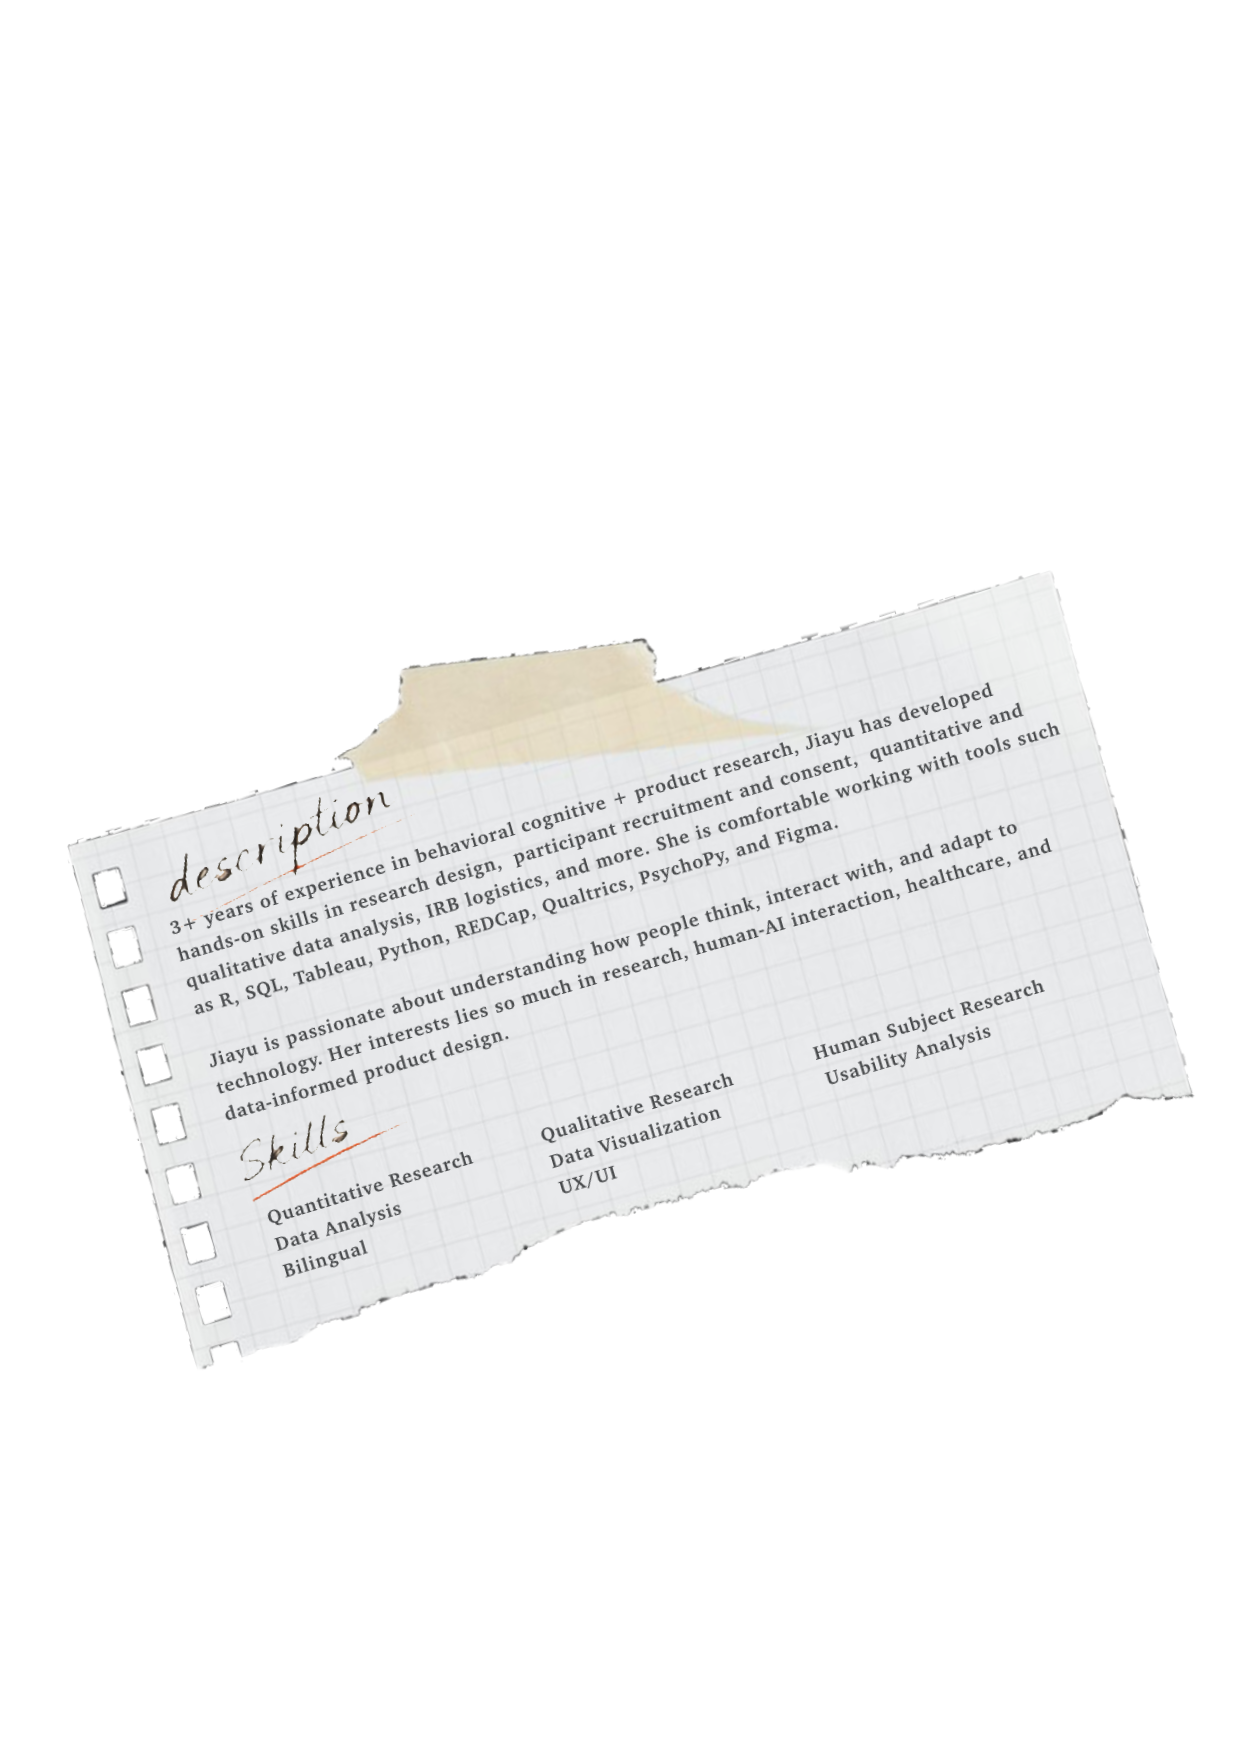 description
3+ years of experience in behavioral cognitive + product research, Jiayu has developed
hands-on skills in research design, participant recruitment and consent, quantitative and
qualitative data analysis, IRB logistics, and more. She is comfortable working with tools such
as R, SQL, Tableau, Python, REDCap, Qualtrics, PsychoPy, and Figma.
Jiayu is passionate about understanding how people think, interact with, and adapt to
technology. Her interests lies so much in research, human-AI interaction, healthcare, and
data-informed product design.
Skills
Quantitative Research
Data Analysis
Bilingual
Qualitative Research
Data Visualization
UX/UI
Human Subject Research
Usability Analysis